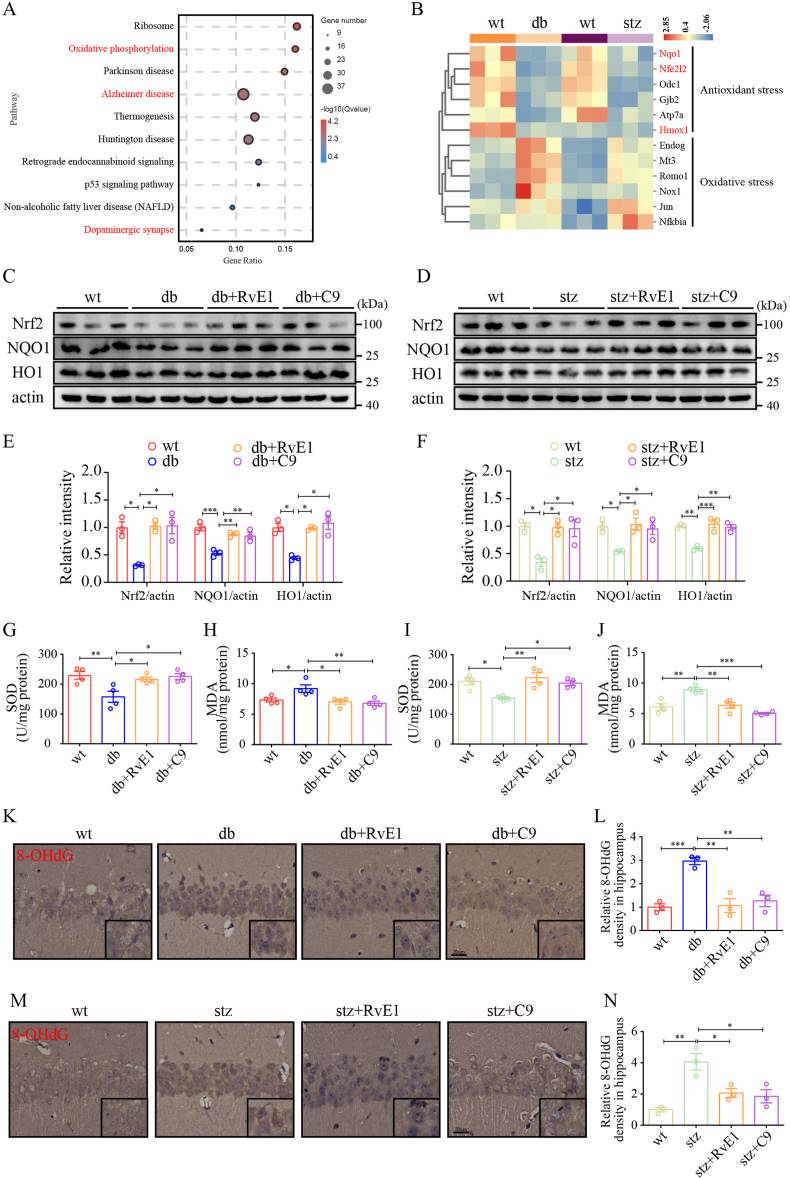 A
Pathway
Ribosome
Oxidative phosphorylation
Parkinson disease
Alzheimer disease
Thermogenesis
Huntington disease
Retrograde endocannabinoid signaling
p53 signaling pathway
Non-alcoholic fatty liver disease (NAFLD)
Dopaminergic synapse
0.05 0.10 0.15
Gene Ratio
Gene number
9
16
23
30
37
-log10(Qvalue)
4.2
2.3
0.4
B
wt db wt stz
2.85 0.4 -2.06
Nqo1
Nfe2l2
Odc1
Gjb2
Atp7a
Hmox1
Endog
Mt3
Romo1
Nox1
Jun
Nfkbia
Antioxidant stress
Oxidative stress
C
wt db db+RvE1 db+C9
(kDa)
Nrf2 100
NQO1 25
HO1 25
actin 40
D
wt stz stz+RvE1 stz+C9
(kDa)
Nrf2 100
NQO1 25
HO1 25
actin 40
E
wt db+RvE1
db db+C9
Relative intensity
2.0
1.5
1.0
0.5
0.0
* * * *** ** ** * * *
Nrf2/actin NQO1/actin HO1/actin
F
wt stz+RvE1
stz stz+C9
Relative intensity
2.0
1.5
1.0
0.5
0.0
* * * * * * ** *** **
Nrf2/actin NQO1/actin HO1/actin
G
SOD
(U/mg protein)
300
200
100
0
** * *
wt db db+RvE1 db+C9
H
MDA
(nmol/mg protein)
15
10
5
0
* * **
wt db db+RvE1 db+C9
I
SOD
(U/mg protein)
300
200
100
0
* ** *
wt stz stz+RvE1 stz+C9
J
MDA
(nmol/mg protein)
15
10
5
0
** ** ***
wt stz stz+RvE1 stz+C9
K
wt db db+RvE1 db+C9
8-OHdG
L
Relative 8-OHdG
density in hippocampus
4
3
2
1
0
*** ** **
wt db db+RvE1 db+C9
M
wt stz stz+RvE1 stz+C9
8-OHdG
N
Relative 8-OHdG
density in hippocampus
6
4
2
0
** * *
wt stz stz+RvE1 stz+C9